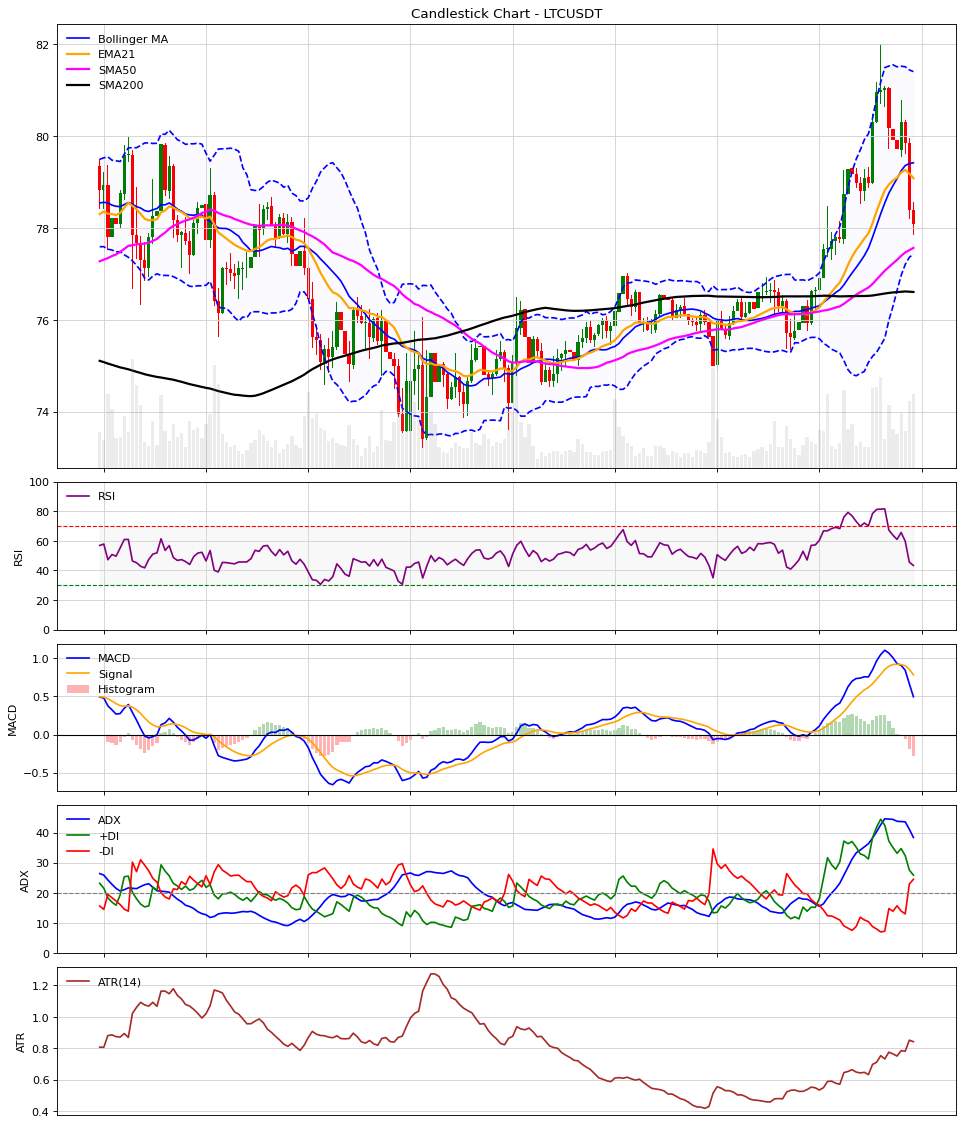 Candlestick Chart - LTCUSDT
Bollinger MA
EMA21
SMA50
SMA200
82
80
78
76
74
RSI
100
80
60
40
20
0
RSI
MACD
Signal
Histogram
1.0
0.5
0.0
−0.5
MACD
ADX
+DI
-DI
40
30
20
10
0
ADX
ATR(14)
1.2
1.0
0.8
0.6
0.4
ATR